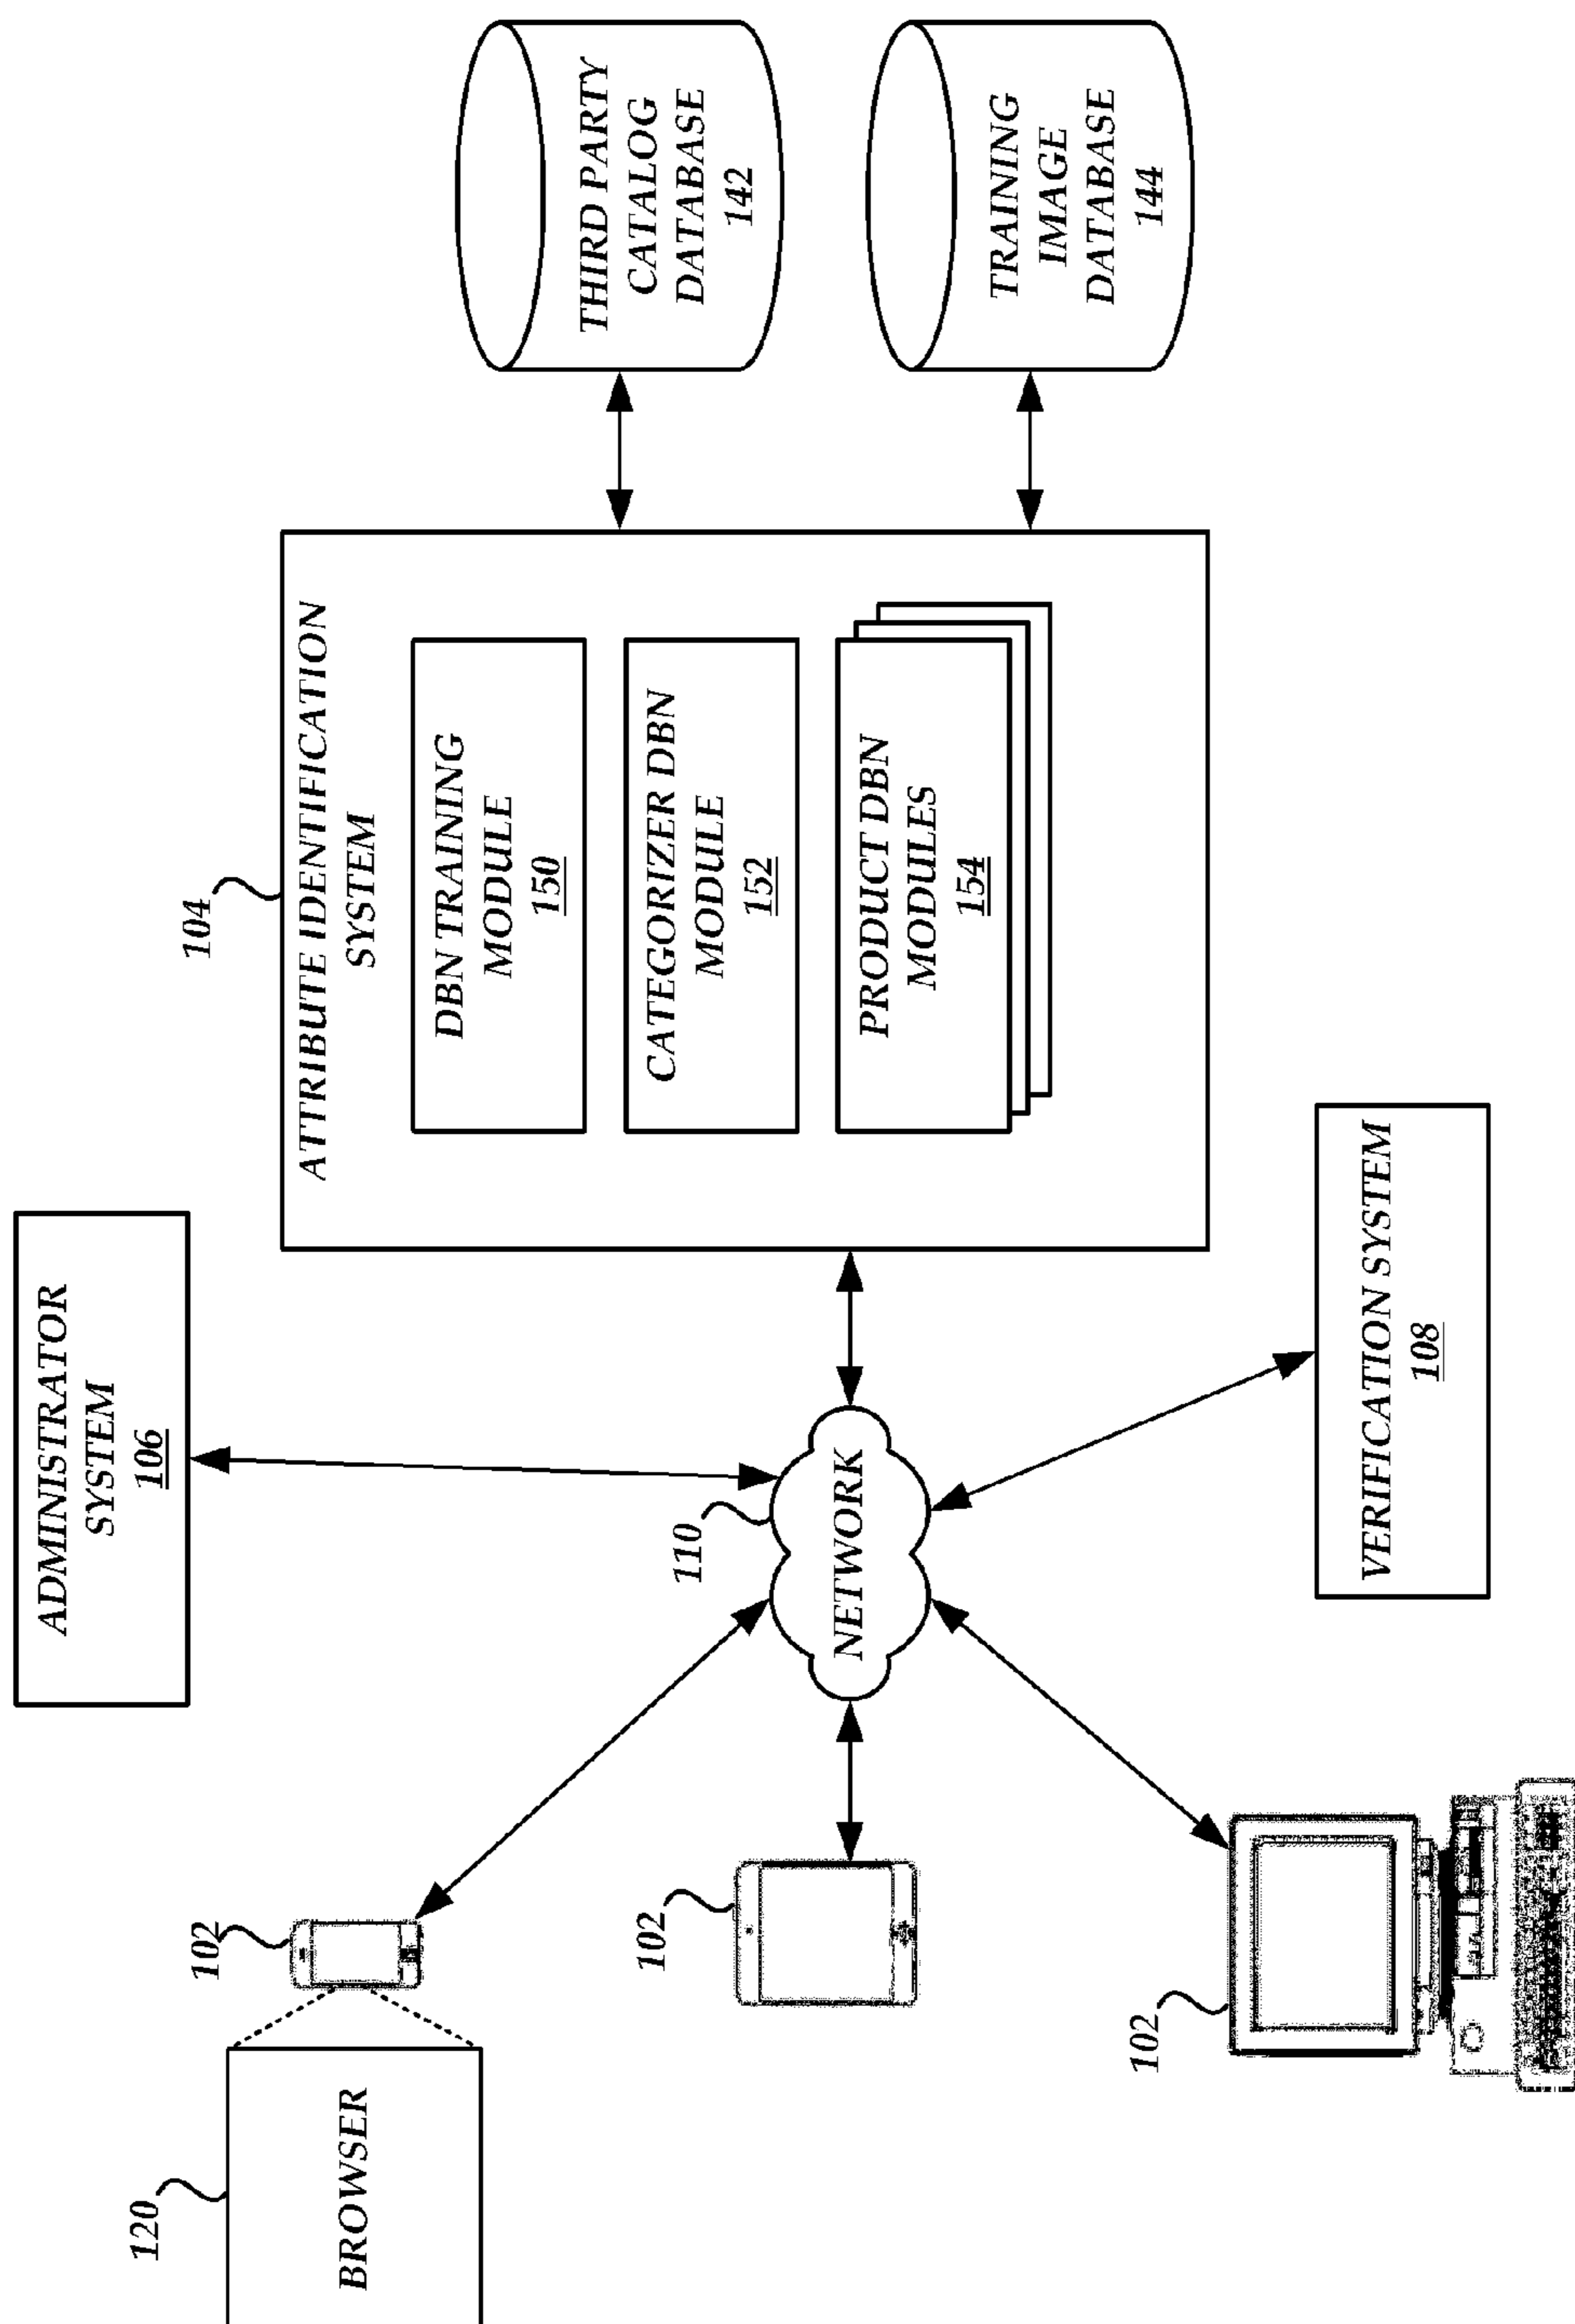 120
BROWSER
102
102
102
ADMINISTRATOR
SYSTEM
106
110
NETWORK
VERIFICATION SYSTEM
108
104
ATTRIBUTE IDENTIFICATION
SYSTEM
DBN TRAINING
MODULE
150
CATEGORIZER DBN
MODULE
152
PRODUCT DBN
MODULES
154
THIRD PARTY
CATALOG
DATABASE
142
TRAINING
IMAGE
DATABASE
144